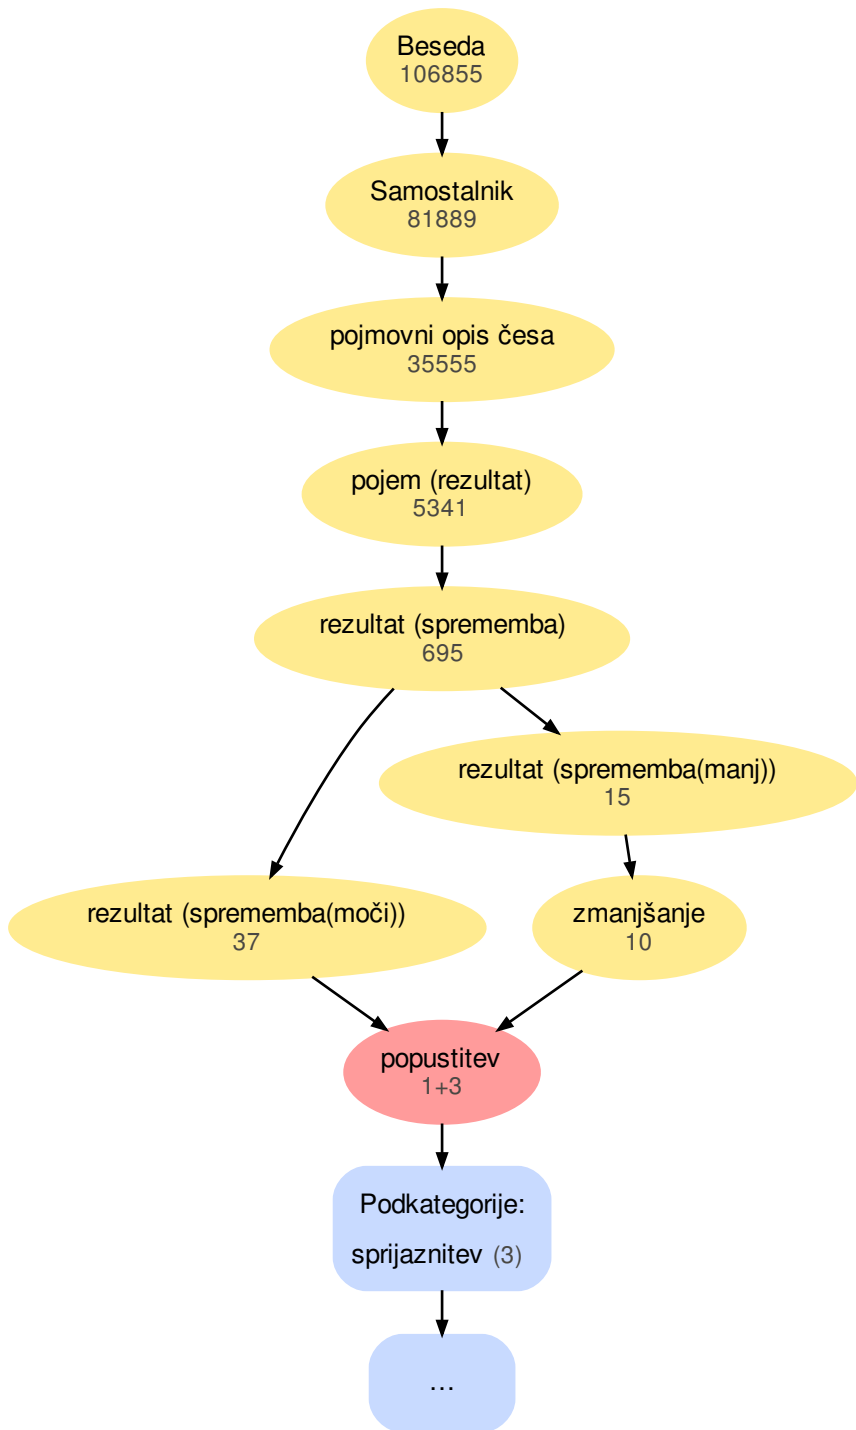 Beseda
106855
Samostalnik
81889
pojmovni opis česa
35555
pojem (rezultat)
5341
rezultat (sprememba)
695
rezultat (sprememba(manj))
15
rezultat (sprememba(moči))
37
zmanjšanje
10
popustitev
1+3
Podkategorije:
sprijaznitev (3)
...